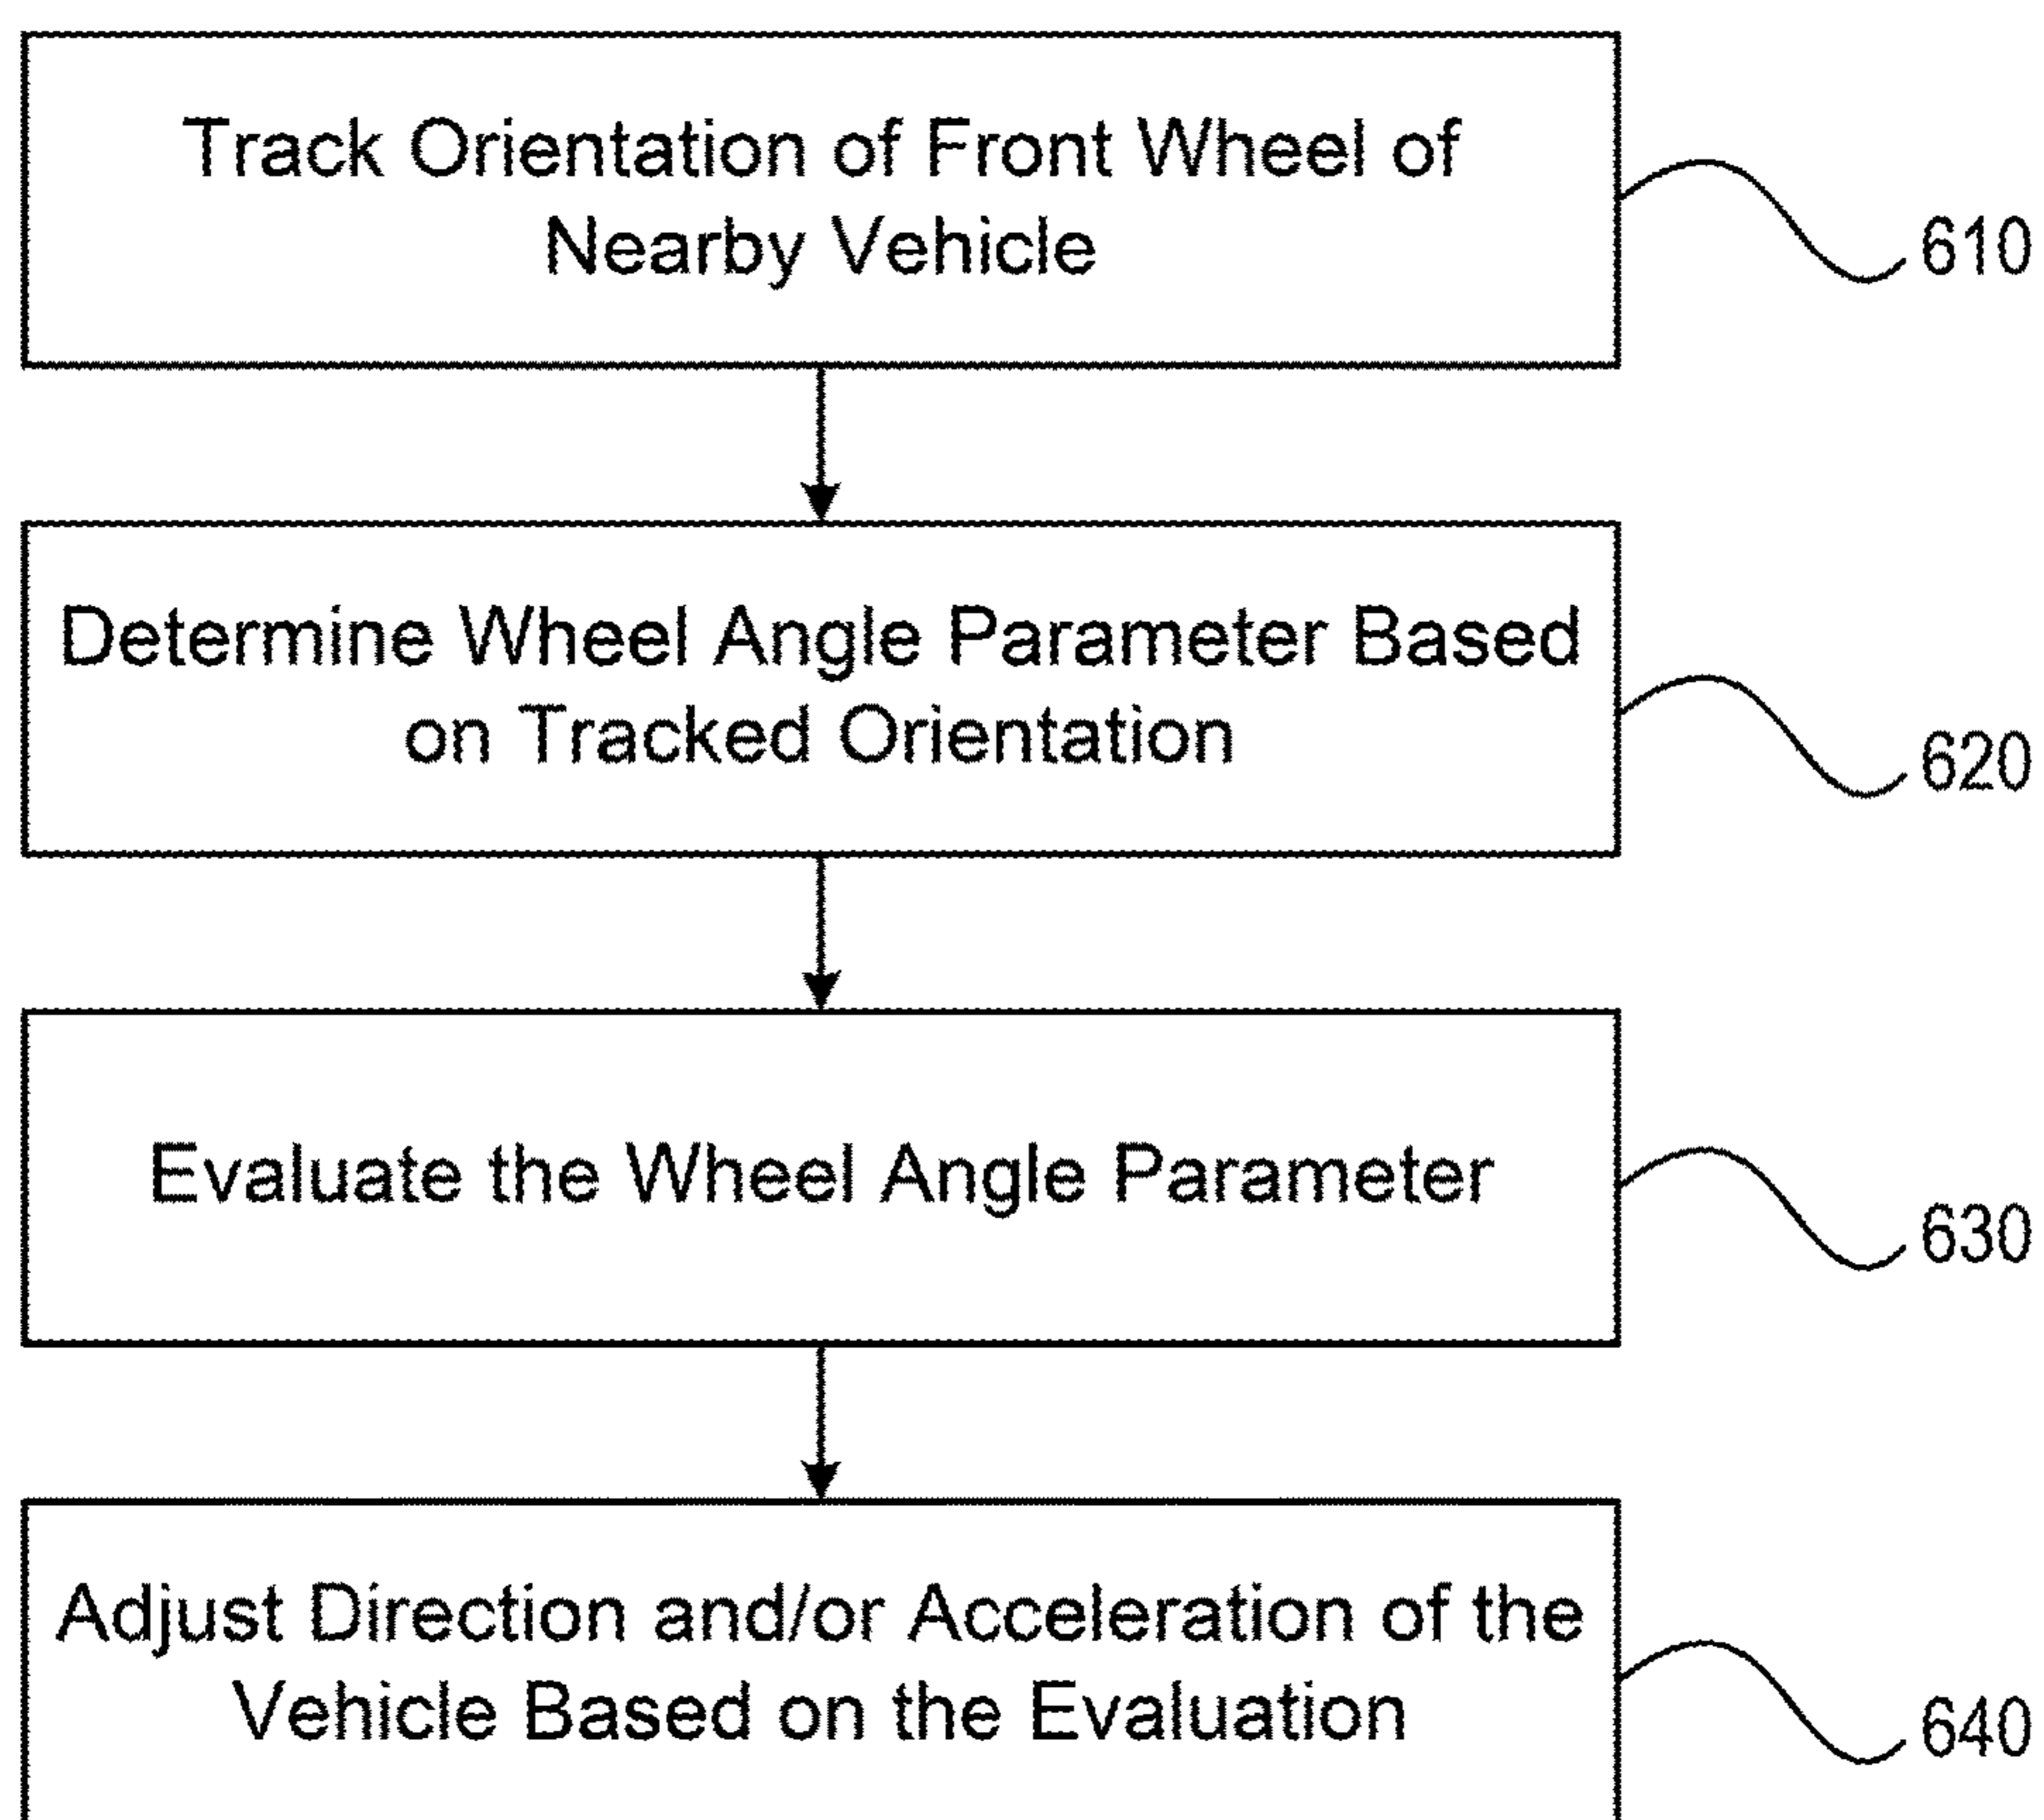 Track Orientation of Front Wheel of
Nearby Vehicle
610
Determine Wheel Angle Parameter Based
on Tracked Orientation
620
Evaluate the Wheel Angle Parameter
630
Adjust Direction and/or Acceleration of the
Vehicle Based on the Evaluation
640